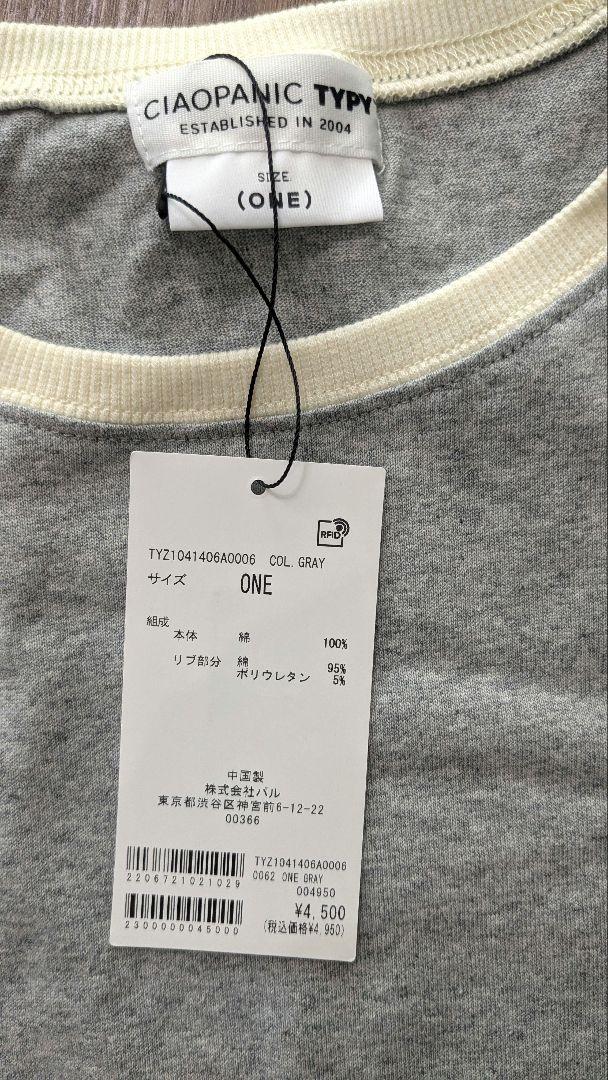 CIAOPANIC TYPY
ESTABLISHED IN 2004
SIZE.
(ONE)
RFID
TYZ1041406A0006 COL.GRAY
サイズ ONE
組成
本体 綿 100%
リブ部分 綿 95%
ポリウレタン 5%
中国製
株式会社パル
東京都渋谷区神宮前6-12-22
00366
TYZ1041406A0006
2206721021029 0062 ONE GRAY
004950
¥4,500
2300000045000 (税込価格¥4,950)